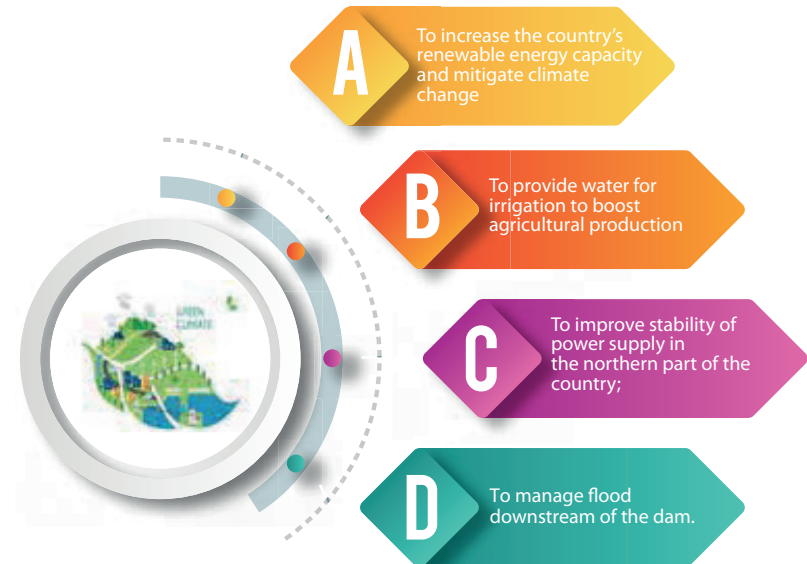 A
To increase the country's
renewable energy capacity
and mitigate climate
change
B
To provide water for
irrigation to boost
agricultural production
C
To improve stability of
power supply in
the northern part of the
country;
D
To manage flood
downstream of the dam.
GREEN
CLIMATE